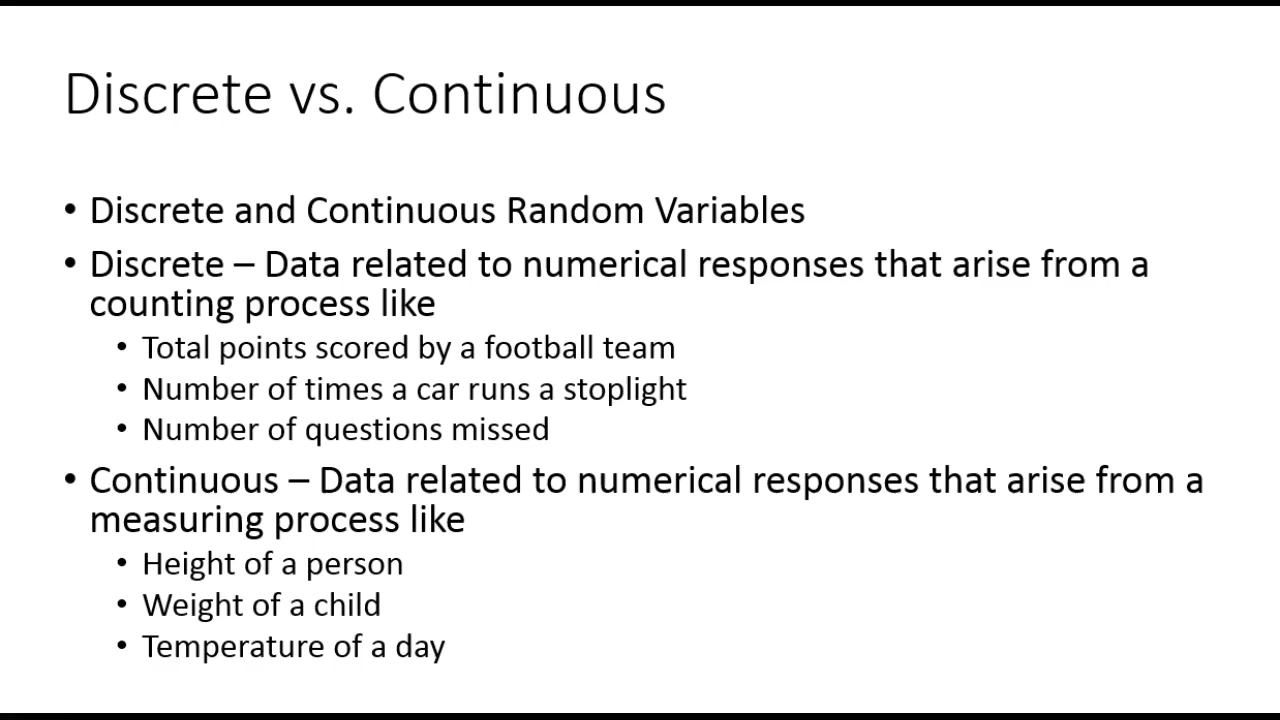 Discrete vs. Continuous
• Discrete and Continuous Random Variables
• Discrete – Data related to numerical responses that arise from a
counting process like
• Total points scored by a football team
• Number of times a car runs a stoplight
• Number of questions missed
• Continuous – Data related to numerical responses that arise from a
measuring process like
• Height of a person
• Weight of a child
• Temperature of a day